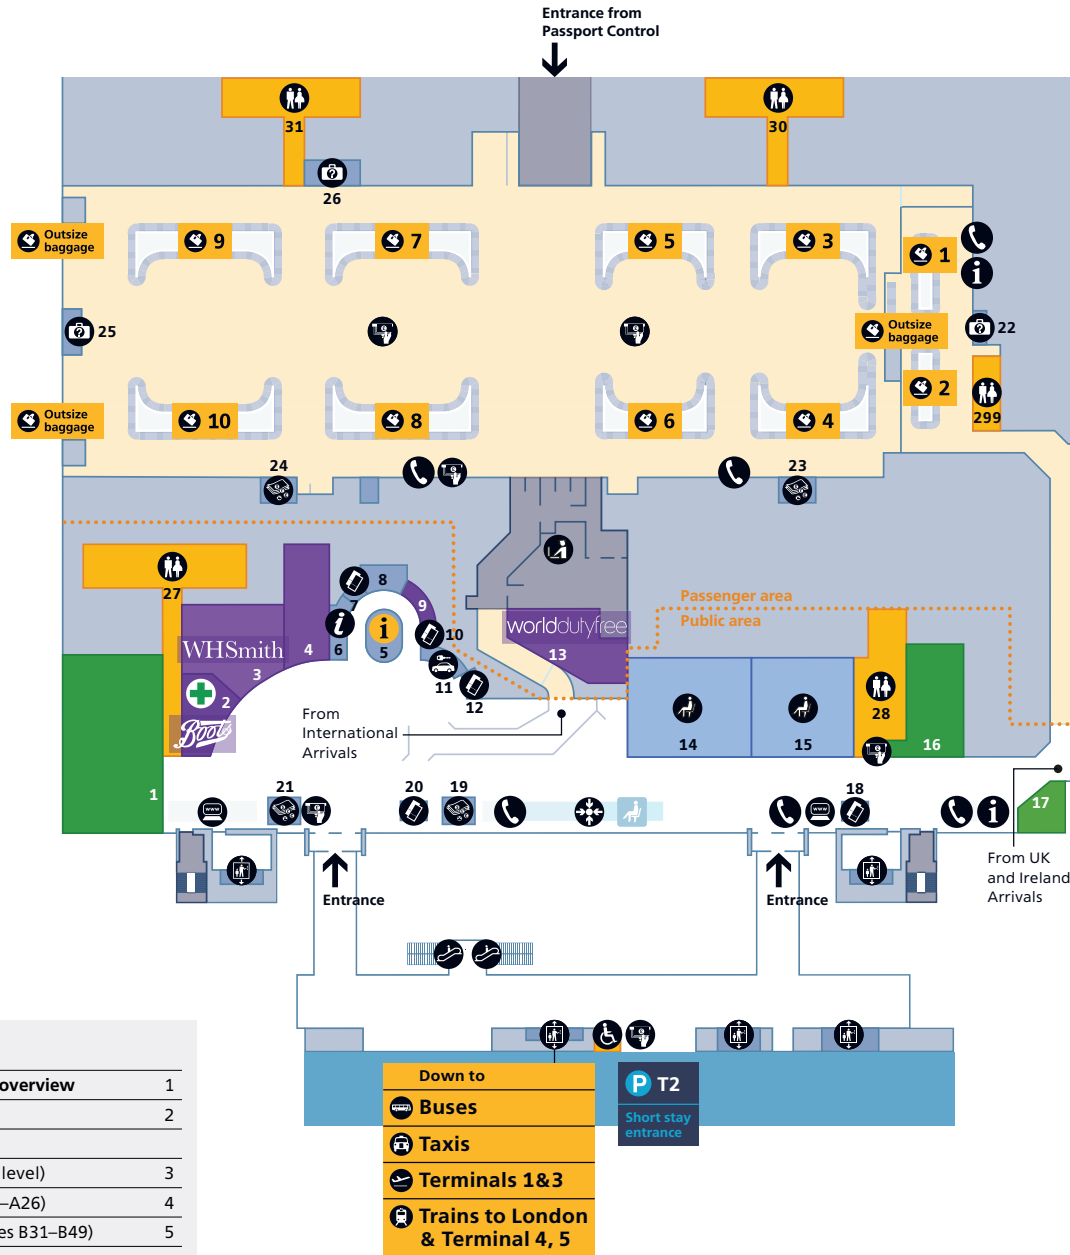 Entrance from
Passport Control
31
30
26
Outsize
baggage
9
7
5
3
1
25
Outsize
baggage
22
Outsize
baggage
10
8
6
4
2
299
24
23
27
8
7
9
Passenger area
Public area
WHSmith
4
6
i
5
10
worlddutyfree
13
3
11
2
12
28
Boots
From
International
Arrivals
14
15
16
1
21
20
19
18
17
www
www
Entrance
Entrance
From UK
and Ireland
Arrivals
overview 1
2
level) 3
–A26) 4
es B31–B49) 5
Down to
Buses
Taxis
Terminals 1&3
Trains to London
& Terminal 4, 5
P T2
Short stay
entrance